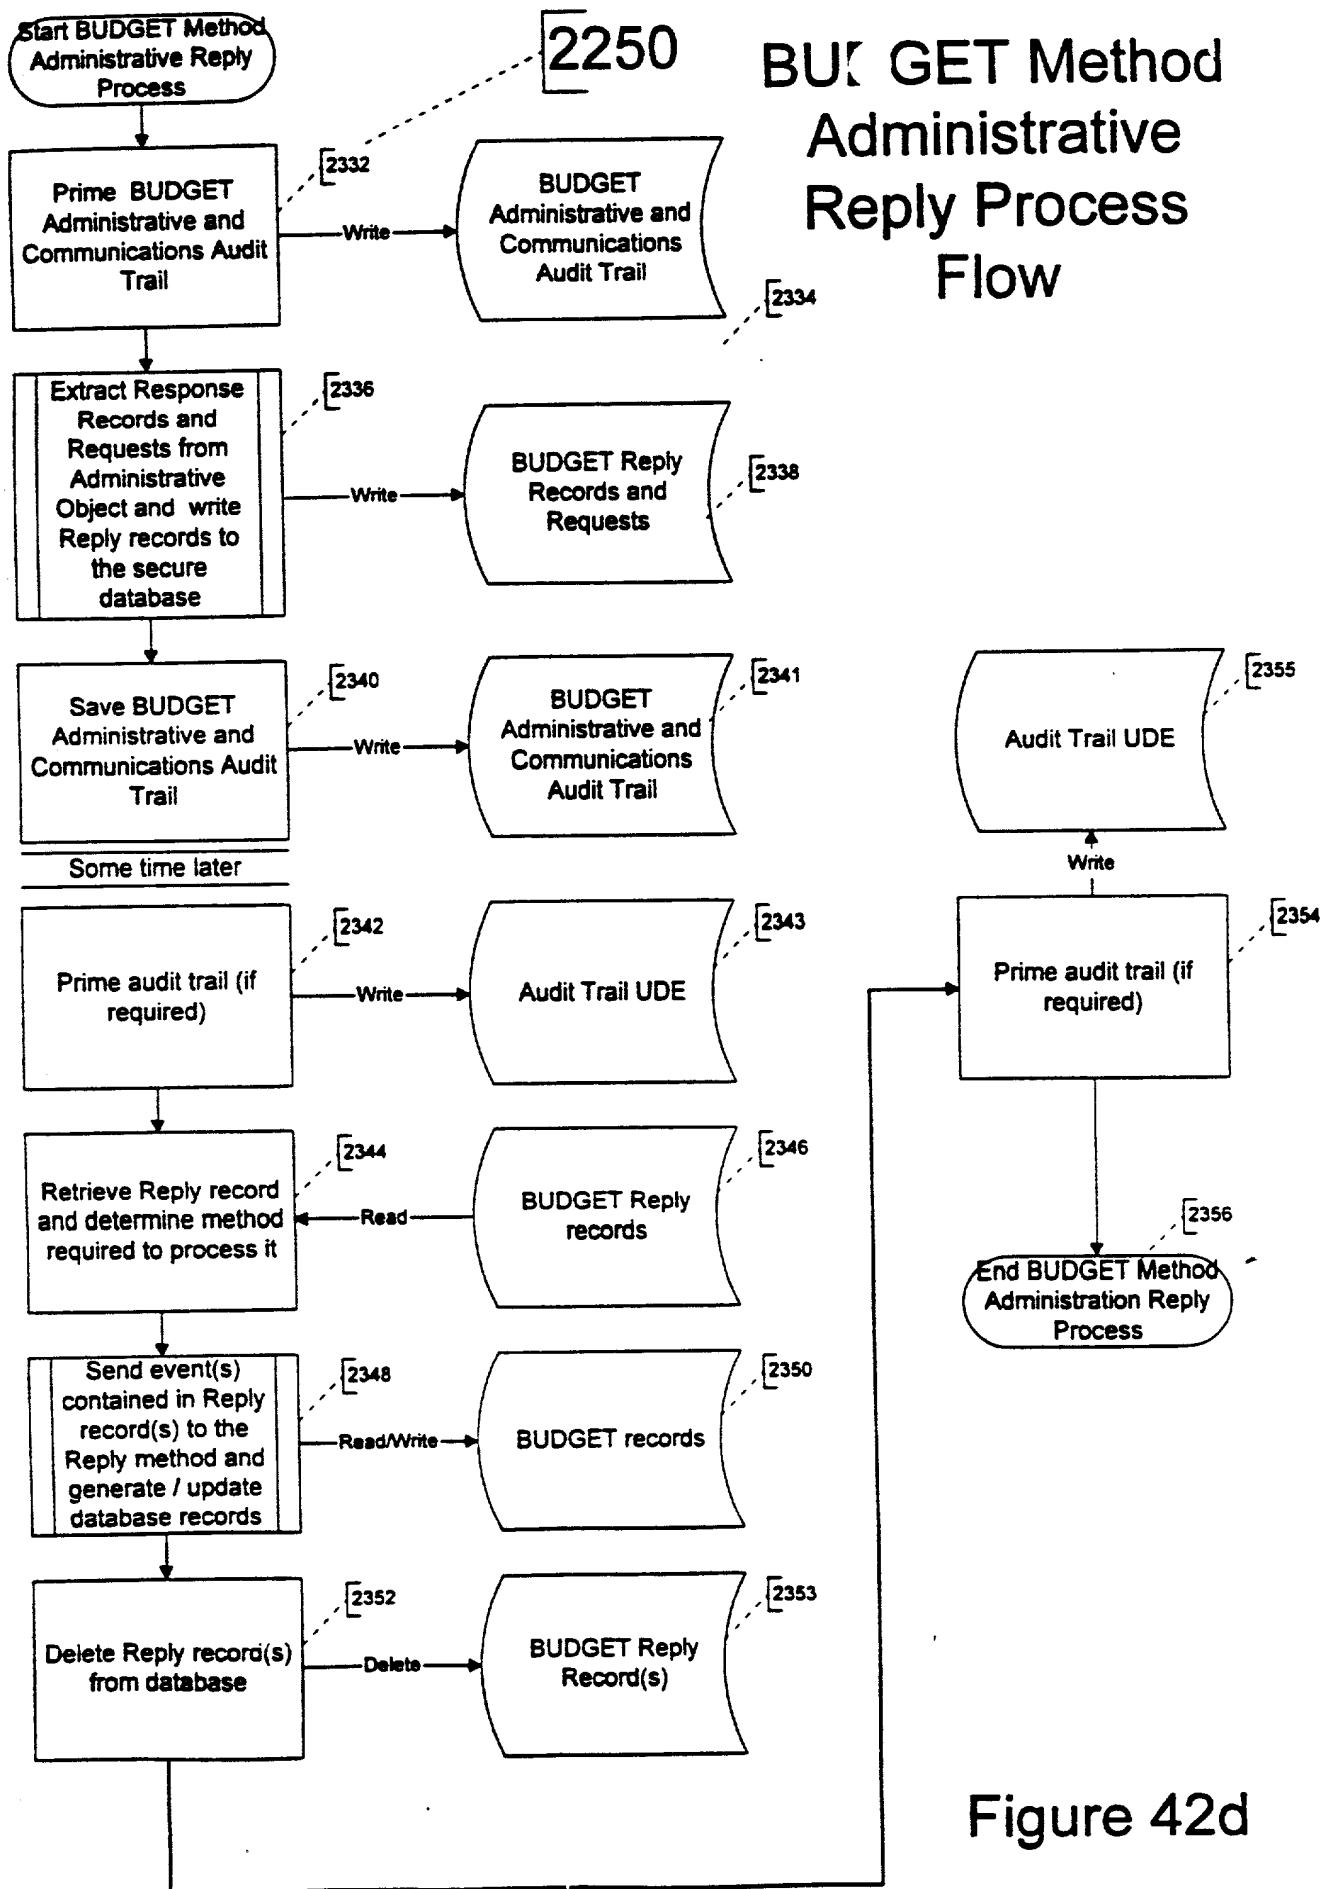 Start BUDGET Method
Administrative Reply
Process
2250
BU GET Method
Administrative
Reply Process
Flow
Prime BUDGET
Administrative and
Communications Audit
Trail
2332
Write
BUDGET
Administrative and
Communications
Audit Trail
2334
Extract Response
Records and
Requests from
Administrative
Object and write
Reply records to
the secure
database
2336
Write
BUDGET Reply
Records and
Requests
2338
Save BUDGET
Administrative and
Communications Audit
Trail
2340
Write
BUDGET
Administrative and
Communications
Audit Trail
2341
Some time later
Prime audit trail (if
required)
2342
Write
Audit Trail UDE
2343
Retrieve Reply record
and determine method
required to process it
2344
Read
BUDGET Reply
records
2346
Send event(s)
contained in Reply
record(s) to the
Reply method and
generate / update
database records
2348
Read/Write
BUDGET records
2350
Delete Reply record(s)
from database
2352
Delete
BUDGET Reply
Record(s)
2353
Audit Trail UDE
2355
Write
Prime audit trail (if
required)
2354
2356
End BUDGET Method
Administration Reply
Process
Figure 42d